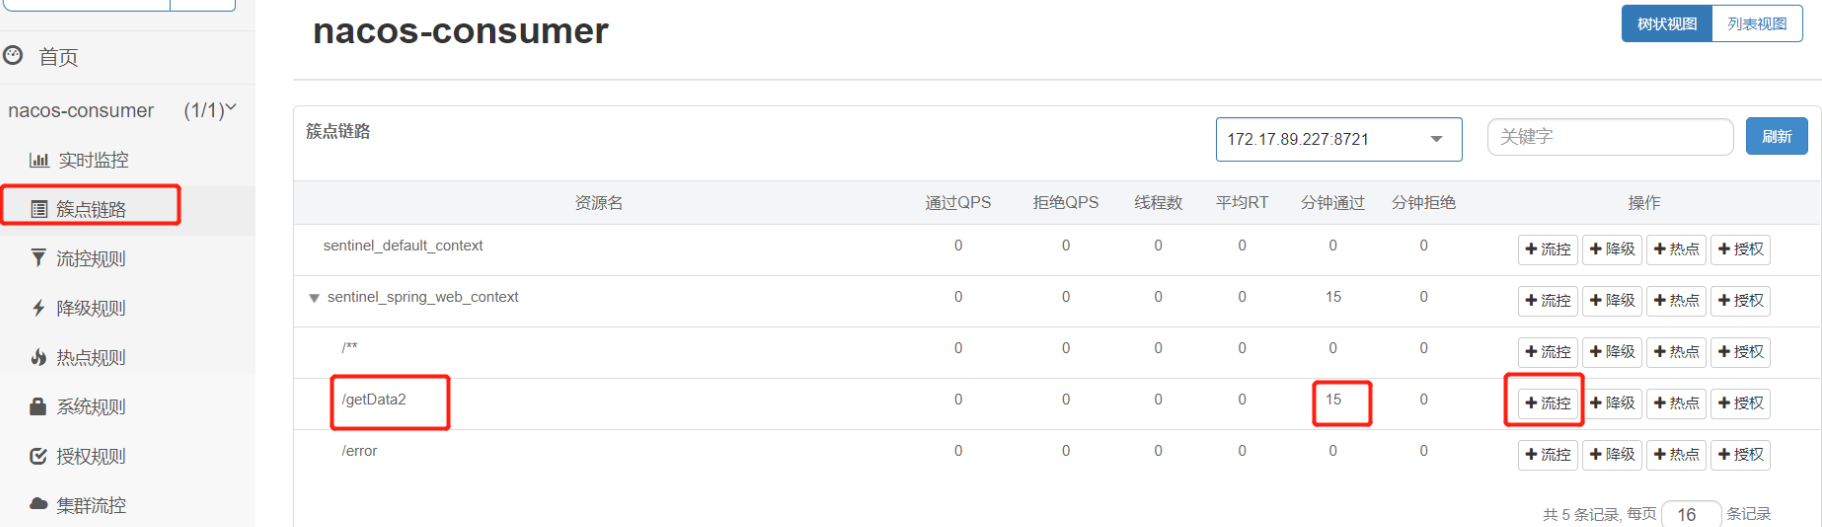 nacos-consumer
树状视图 列表视图
首页
nacos-consumer (1/1)
实时监控
簇点链路
流控规则
降级规则
热点规则
系统规则
授权规则
集群流控
簇点链路 172.17.89.227:8721 关键字 刷新
资源名 通过QPS 拒绝QPS 线程数 平均RT 分钟通过 分钟拒绝 操作
sentinel_default_context 0 0 0 0 0 0 流控 降级 热点 授权
sentinel_spring_web_context 0 0 0 0 15 0 流控 降级 热点 授权
/** 0 0 0 0 0 0 流控 降级 热点 授权
/getData2 0 0 0 0 15 0 流控 降级 热点 授权
/error 0 0 0 0 0 0 流控 降级 热点 授权
共 5 条记录, 每页 16 条记录